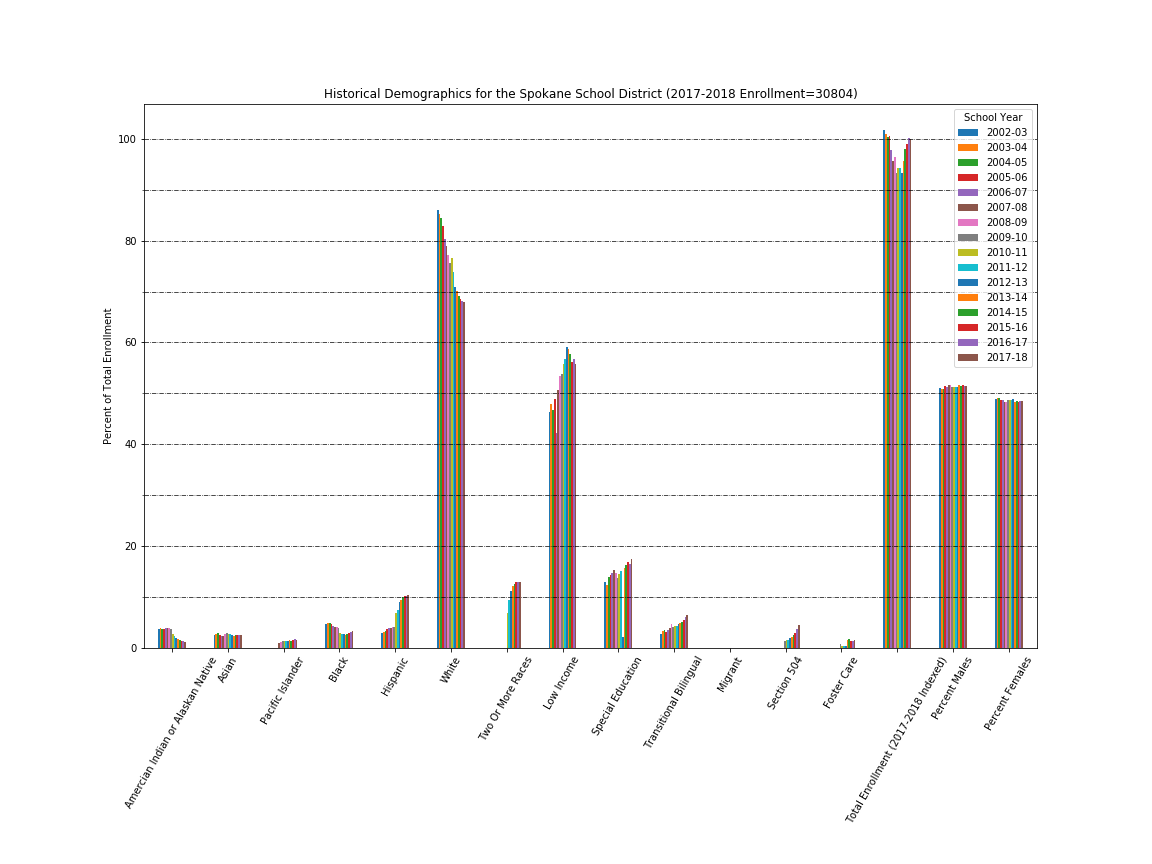 Historical Demographics for the Spokane School District (2017-2018 Enrollment=30804)
Percent of Total Enrollment
100
80
60
40
20
0
School Year
2002-03
2003-04
2004-05
2005-06
2006-07
2007-08
2008-09
2009-10
2010-11
2011-12
2012-13
2013-14
2014-15
2015-16
2016-17
2017-18
Amercian Indian or Alaskan Native
Asian
Pacific Islander
Black
Hispanic
White
Two Or More Races
Low Income
Special Education
Transitional Bilingual
Migrant
Section 504
Foster Care
Total Enrollment (2017-2018 Indexed)
Percent Males
Percent Females